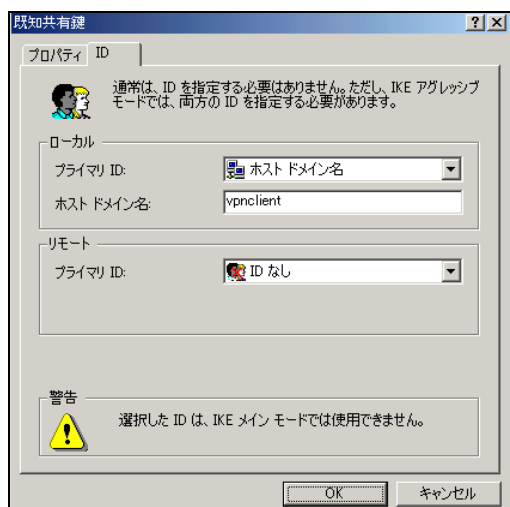 既知共有鍵
プロパティ ID
通常は、ID を指定する必要はありません。ただし、IKE アグレッシブ
モードでは、両方の ID を指定する必要があります。
ローカル
プライマリ ID:
ホスト ドメイン名
ホスト ドメイン名:
vpnclient
リモート
プライマリ ID:
ID なし
警告
選択した ID は、IKE メイン モードでは使用できません。
OK
キャンセル